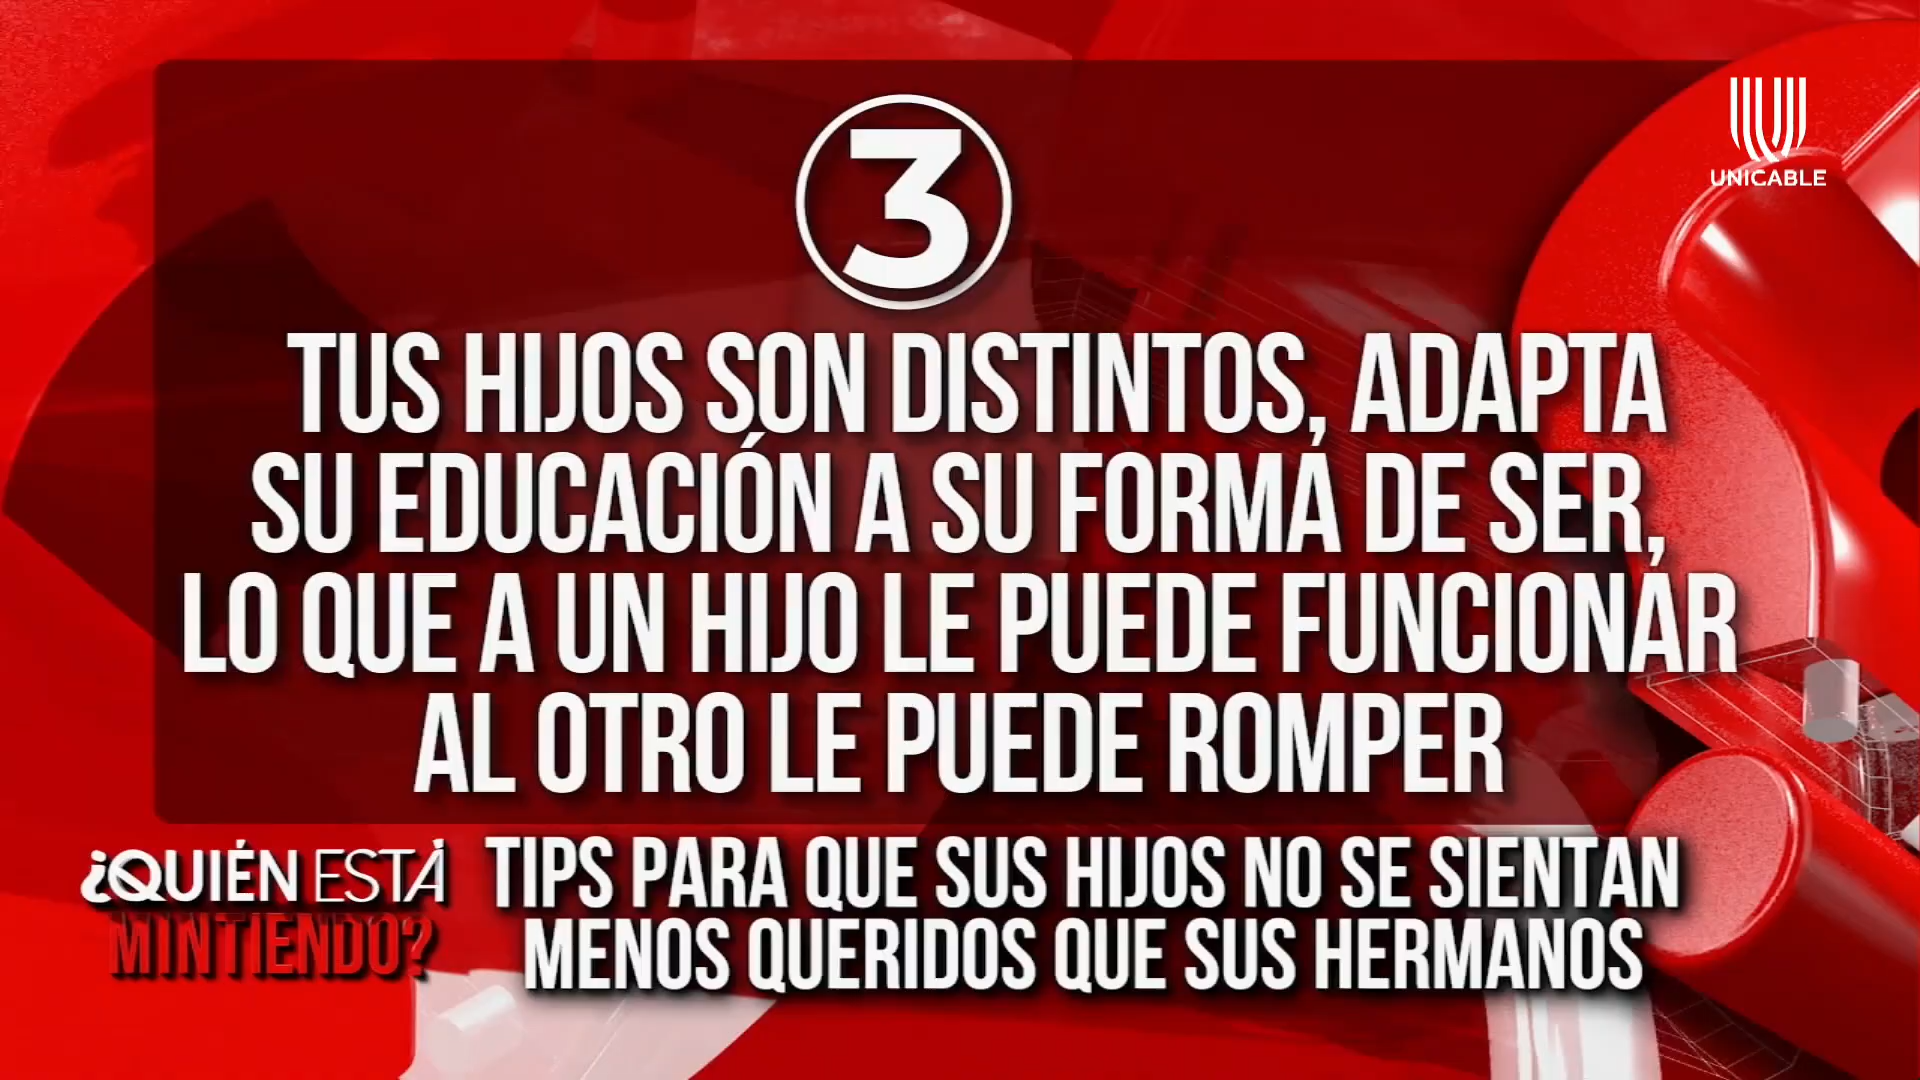 3
UNICABLE
TUS HIJOS SON DISTINTOS, ADAPTA
SU EDUCACIÓN A SU FORMA DE SER,
LO QUE A UN HIJO LE PUEDE FUNCIONAR
AL OTRO LE PUEDE ROMPER
¿QUIÉN ESTÁ
MINTIENDO?
TIPS PARA QUE SUS HIJOS NO SE SIENTAN
MENOS QUERIDOS QUE SUS HERMANOS